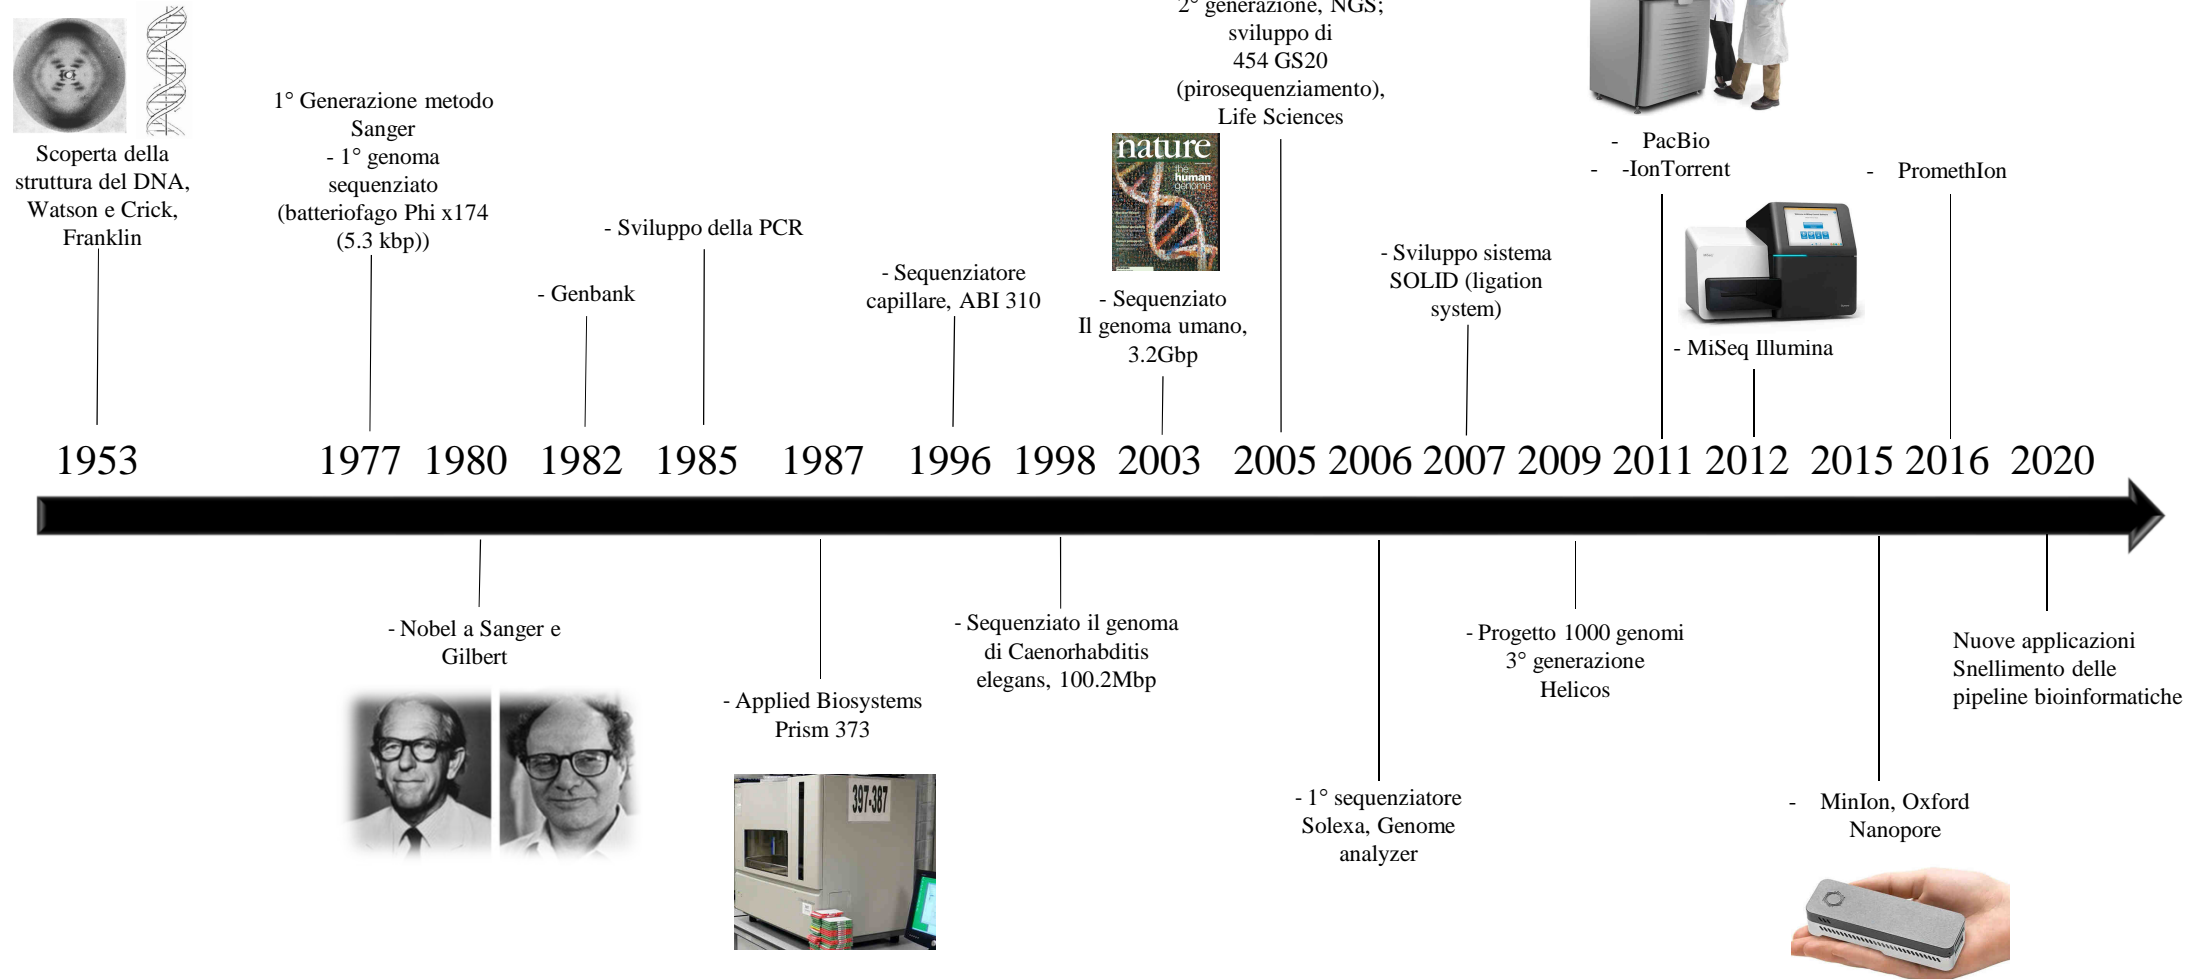 2° generazione, NGS;
sviluppo di
454 GS20
(pirosequenziamento),
Life Sciences
1° Generazione metodo
Sanger
- 1° genoma
sequenziato
(batteriofago Phi x174
(5.3 kbp))
Scoperta della
struttura del DNA,
Watson e Crick,
Franklin
- Genbank
- Sviluppo della PCR
- Sequenziatore
capillare, ABI 310
nature
the
human
genome
- Sequenziato
Il genoma umano,
3.2Gbp
- Sviluppo sistema
SOLID (ligation
system)
- PacBio
- -IonTorrent
- MiSeq Illumina
- PromethIon
1953 1977 1980 1982 1985 1987 1996 1998 2003 2005 2006 2007 2009 2011 2012 2015 2016 2020
- Nobel a Sanger e
Gilbert
- Applied Biosystems
Prism 373
397-387
- Sequenziato il genoma
di Caenorhabditis
elegans, 100.2Mbp
- 1° sequenziatore
Solexa, Genome
analyzer
- Progetto 1000 genomi
3° generazione
Helicos
- MinIon, Oxford
Nanopore
Nuove applicazioni
Snellimento delle
pipeline bioinformatiche